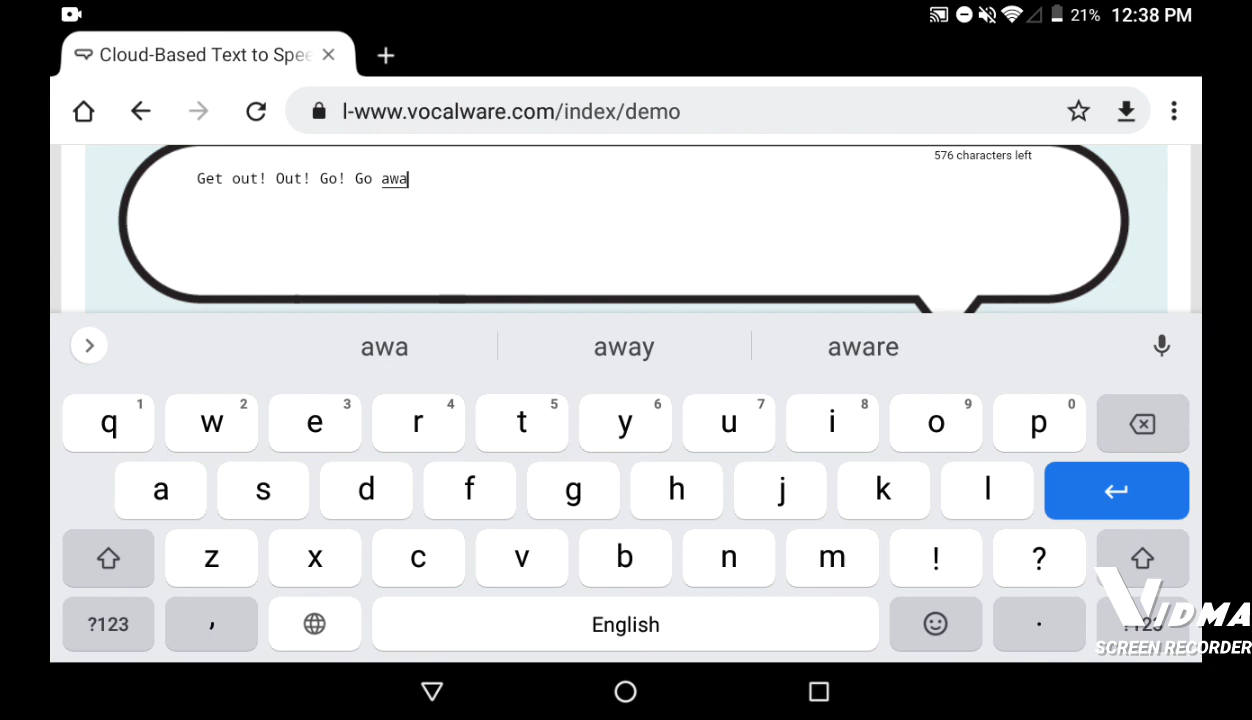 21% 12:38 PM
Cloud-Based Text to Spee
l-www.vocalware.com/index/demo
576 characters left
Get out! Out! Go! Go awa
awa away aware
q 1 w 2 e 3 r 4 t 5 y 6 u 7 i 8 o 9 p 0
a s d f g h j k l
z x c v b n m ! ?
?123 , English . ?123
VIDMA
SCREEN RECORDER